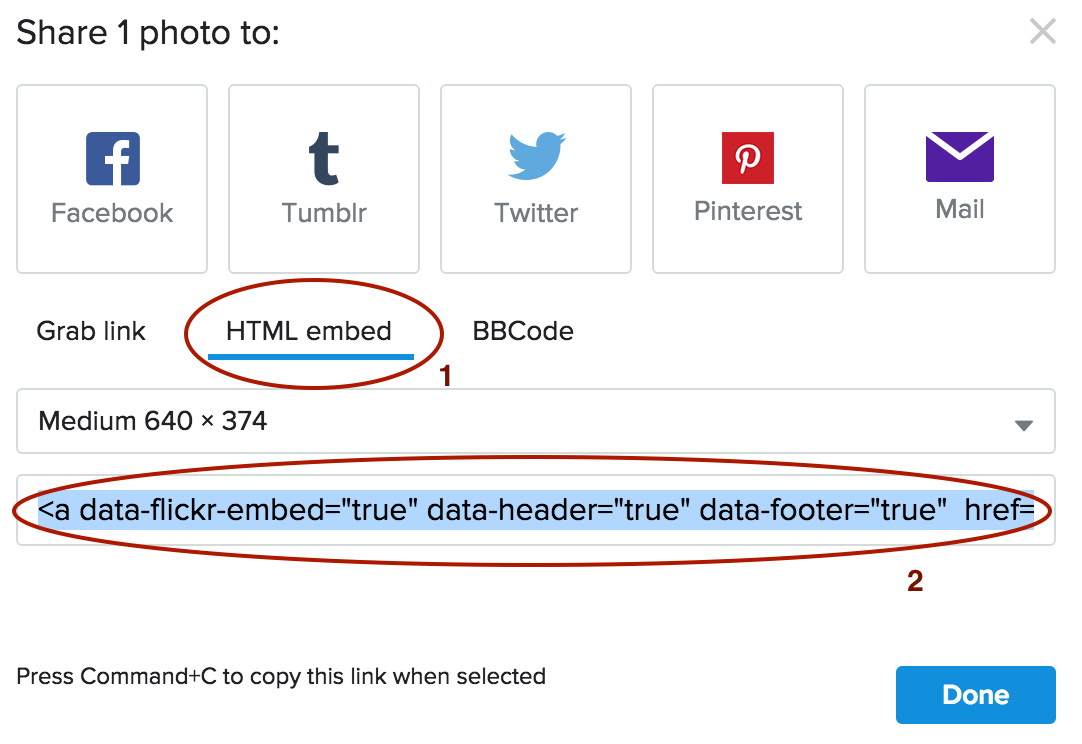 Share 1 photo to:
Facebook
Tumblr
Twitter
Pinterest
Mail
Grab link
HTML embed
BBCode
1
Medium 640 × 374
<a data-flickr-embed="true" data-header="true" data-footer="true"  href=
2
Press Command+C to copy this link when selected
Done